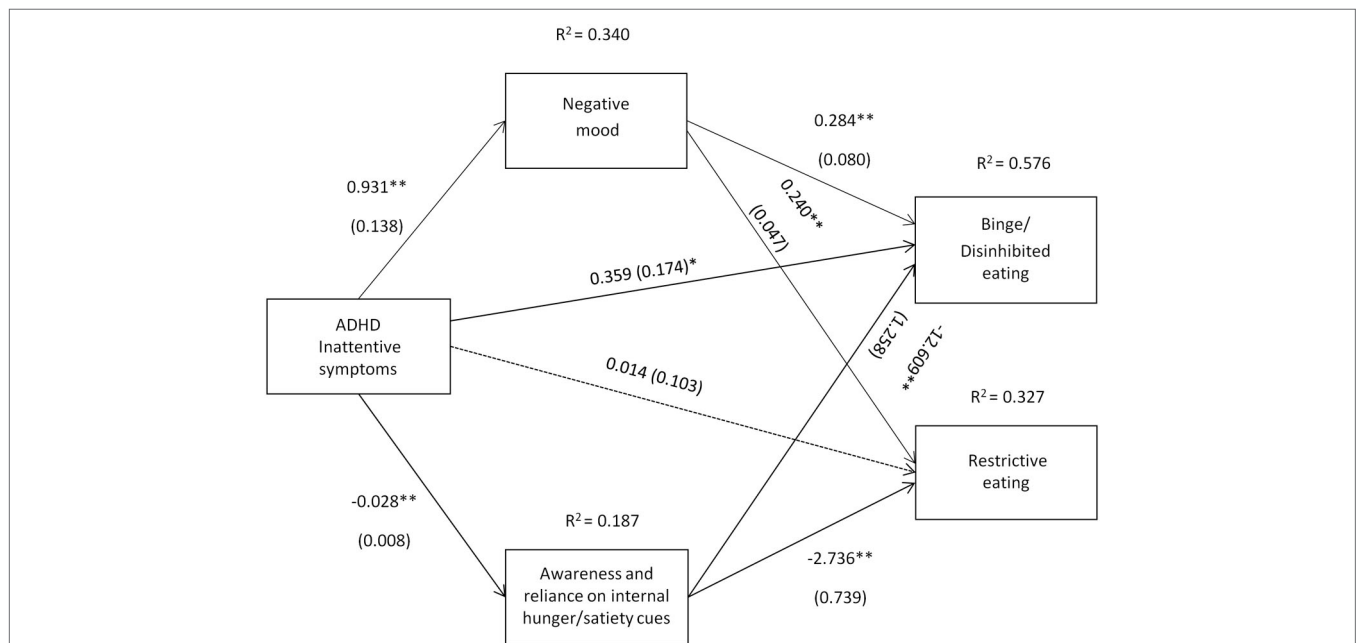 R² = 0.340
Negative
mood
0.284**
(0.080)
R² = 0.576
0.931**
(0.138)
0.240**
(0.047)
Binge/
Disinhibited
eating
0.359 (0.174)*
ADHD
Inattentive
symptoms
-12.609**
(1.258)
0.014 (0.103)
R² = 0.327
Restrictive
eating
-0.028**
(0.008)
R² = 0.187
Awareness and
reliance on internal
hunger/satiety cues
-2.736**
(0.739)